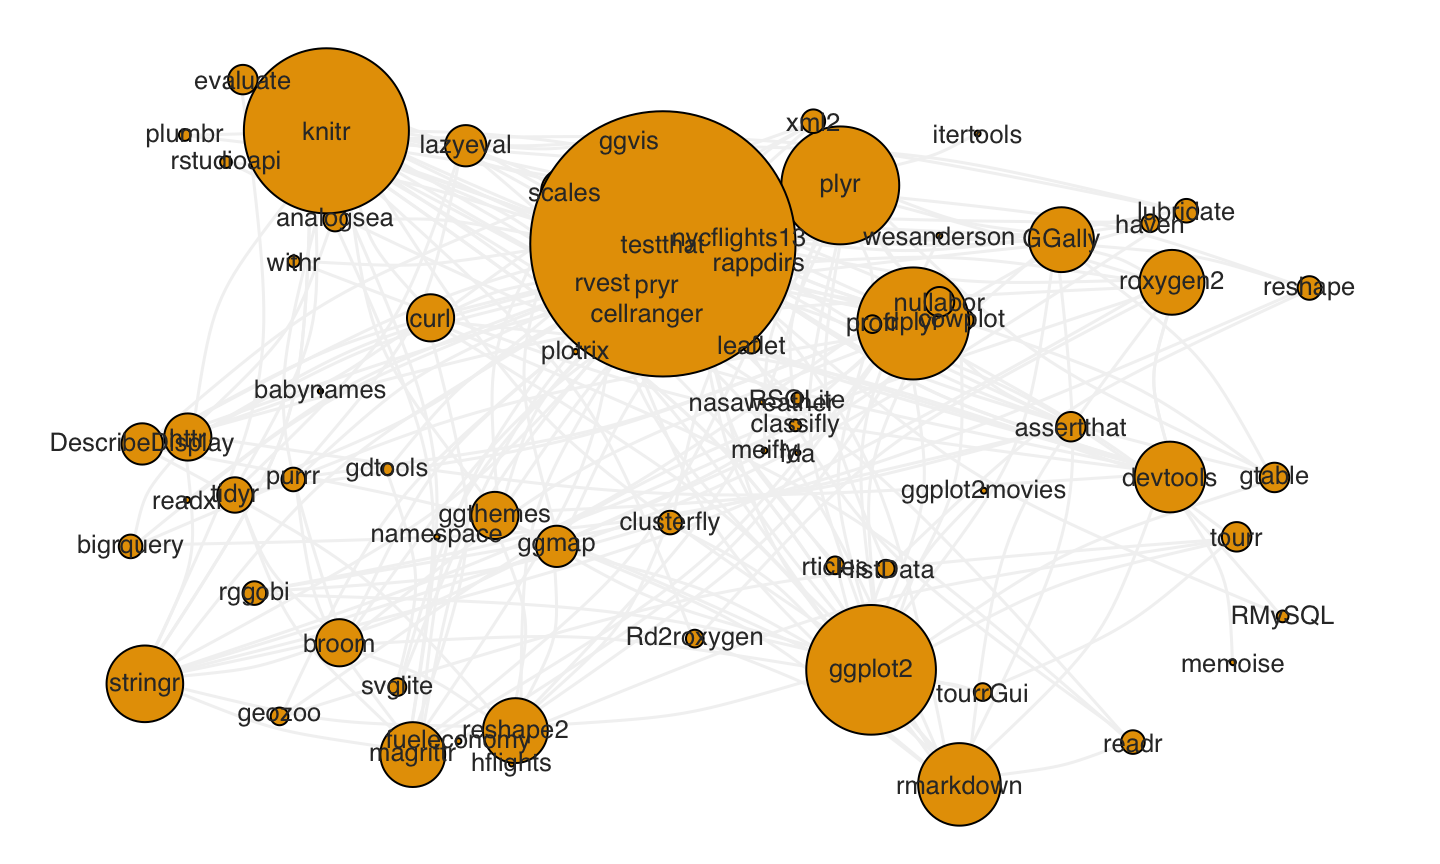 evaluate
knitr
plumbr
rstudioapi
lazyeval
analogsea
withr
curl
ggvis
scales
testthat
nycflights13
rappdirs
rvest
pryr
cellranger
plotrix
leaflet
xml2
plyr
itertools
wesanderson
GGally
haven
lubridate
roxygen2
reshape
nullabor
profr
dplyr
cowplot
babynames
DescribeDisplay
httr
readxl
tidyr
purrr
gdtools
bigrquery
nasaweather
RSQLite
classifly
meifly
lda
assertthat
ggplot2movies
devtools
gtable
tourr
ggthemes
namespace
ggmap
clusterfly
rticles
HistData
rggobi
broom
stringr
svglite
geozoo
Rd2roxygen
ggplot2
tourrGui
RMySQL
memoise
fueleconomy
reshape2
magrittr
hflights
rmarkdown
readr